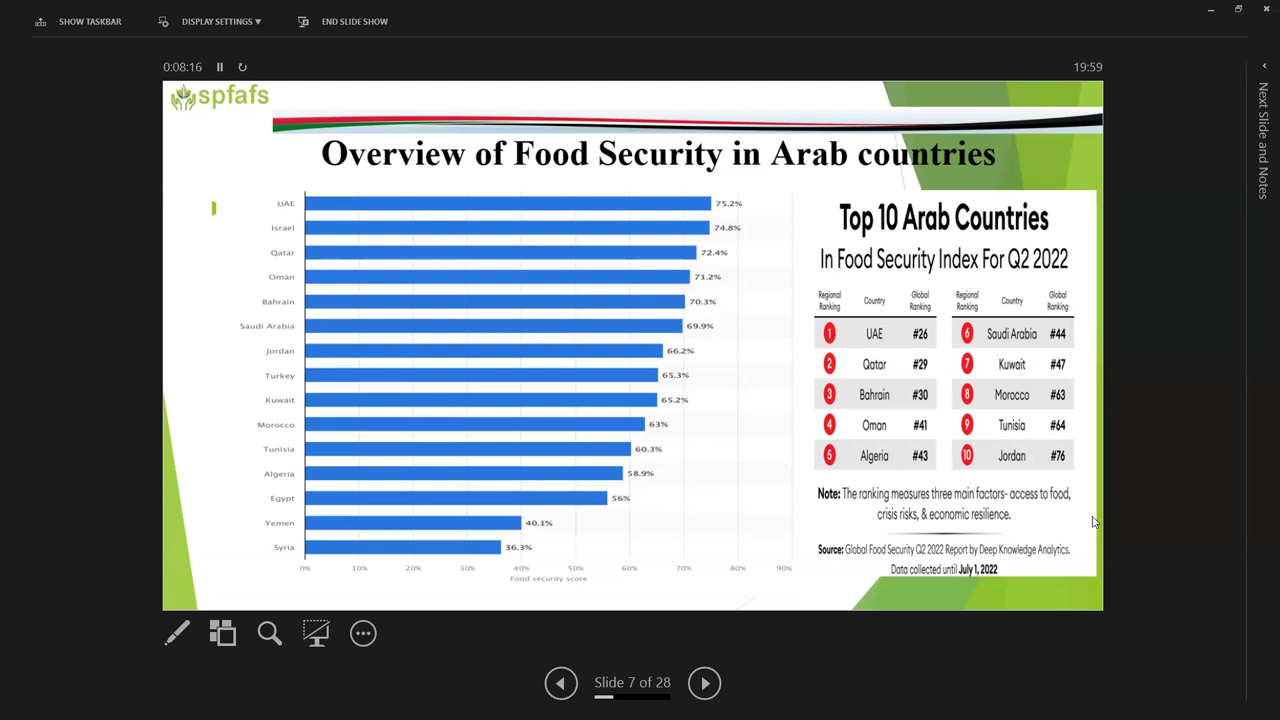 SHOW TASKBAR
DISPLAY SETTINGS ▼
END SLIDE SHOW
0:08:16
19:59
Next Slide and Notes
spfafs
Overview of Food Security in Arab countries
UAE 75.2%
Israel 74.8%
Qatar 72.4%
Oman 71.2%
Bahrain 70.3%
Saudi Arabia 69.9%
Jordan 66.2%
Turkey 65.3%
Kuwait 65.2%
Morocco 63%
Tunisia 60.3%
Algeria 58.9%
Egypt 56%
Yemen 40.1%
Syria 36.3%
0% 10% 20% 30% 40% 50% 60% 70% 80% 90%
Food security score
Top 10 Arab Countries
In Food Security Index For Q2 2022
Regional Ranking Country Global Ranking Regional Ranking Country Global Ranking
1 UAE #26 6 Saudi Arabia #44
2 Qatar #29 7 Kuwait #47
3 Bahrain #30 8 Morocco #63
4 Oman #41 9 Tunisia #64
5 Algeria #43 10 Jordan #76
Note: The ranking measures three main factors- access to food,
crisis risks, & economic resilience.
Source: Global Food Security Q2 2022 Report by Deep Knowledge Analytics.
Data collected until July 1, 2022
Slide 7 of 28